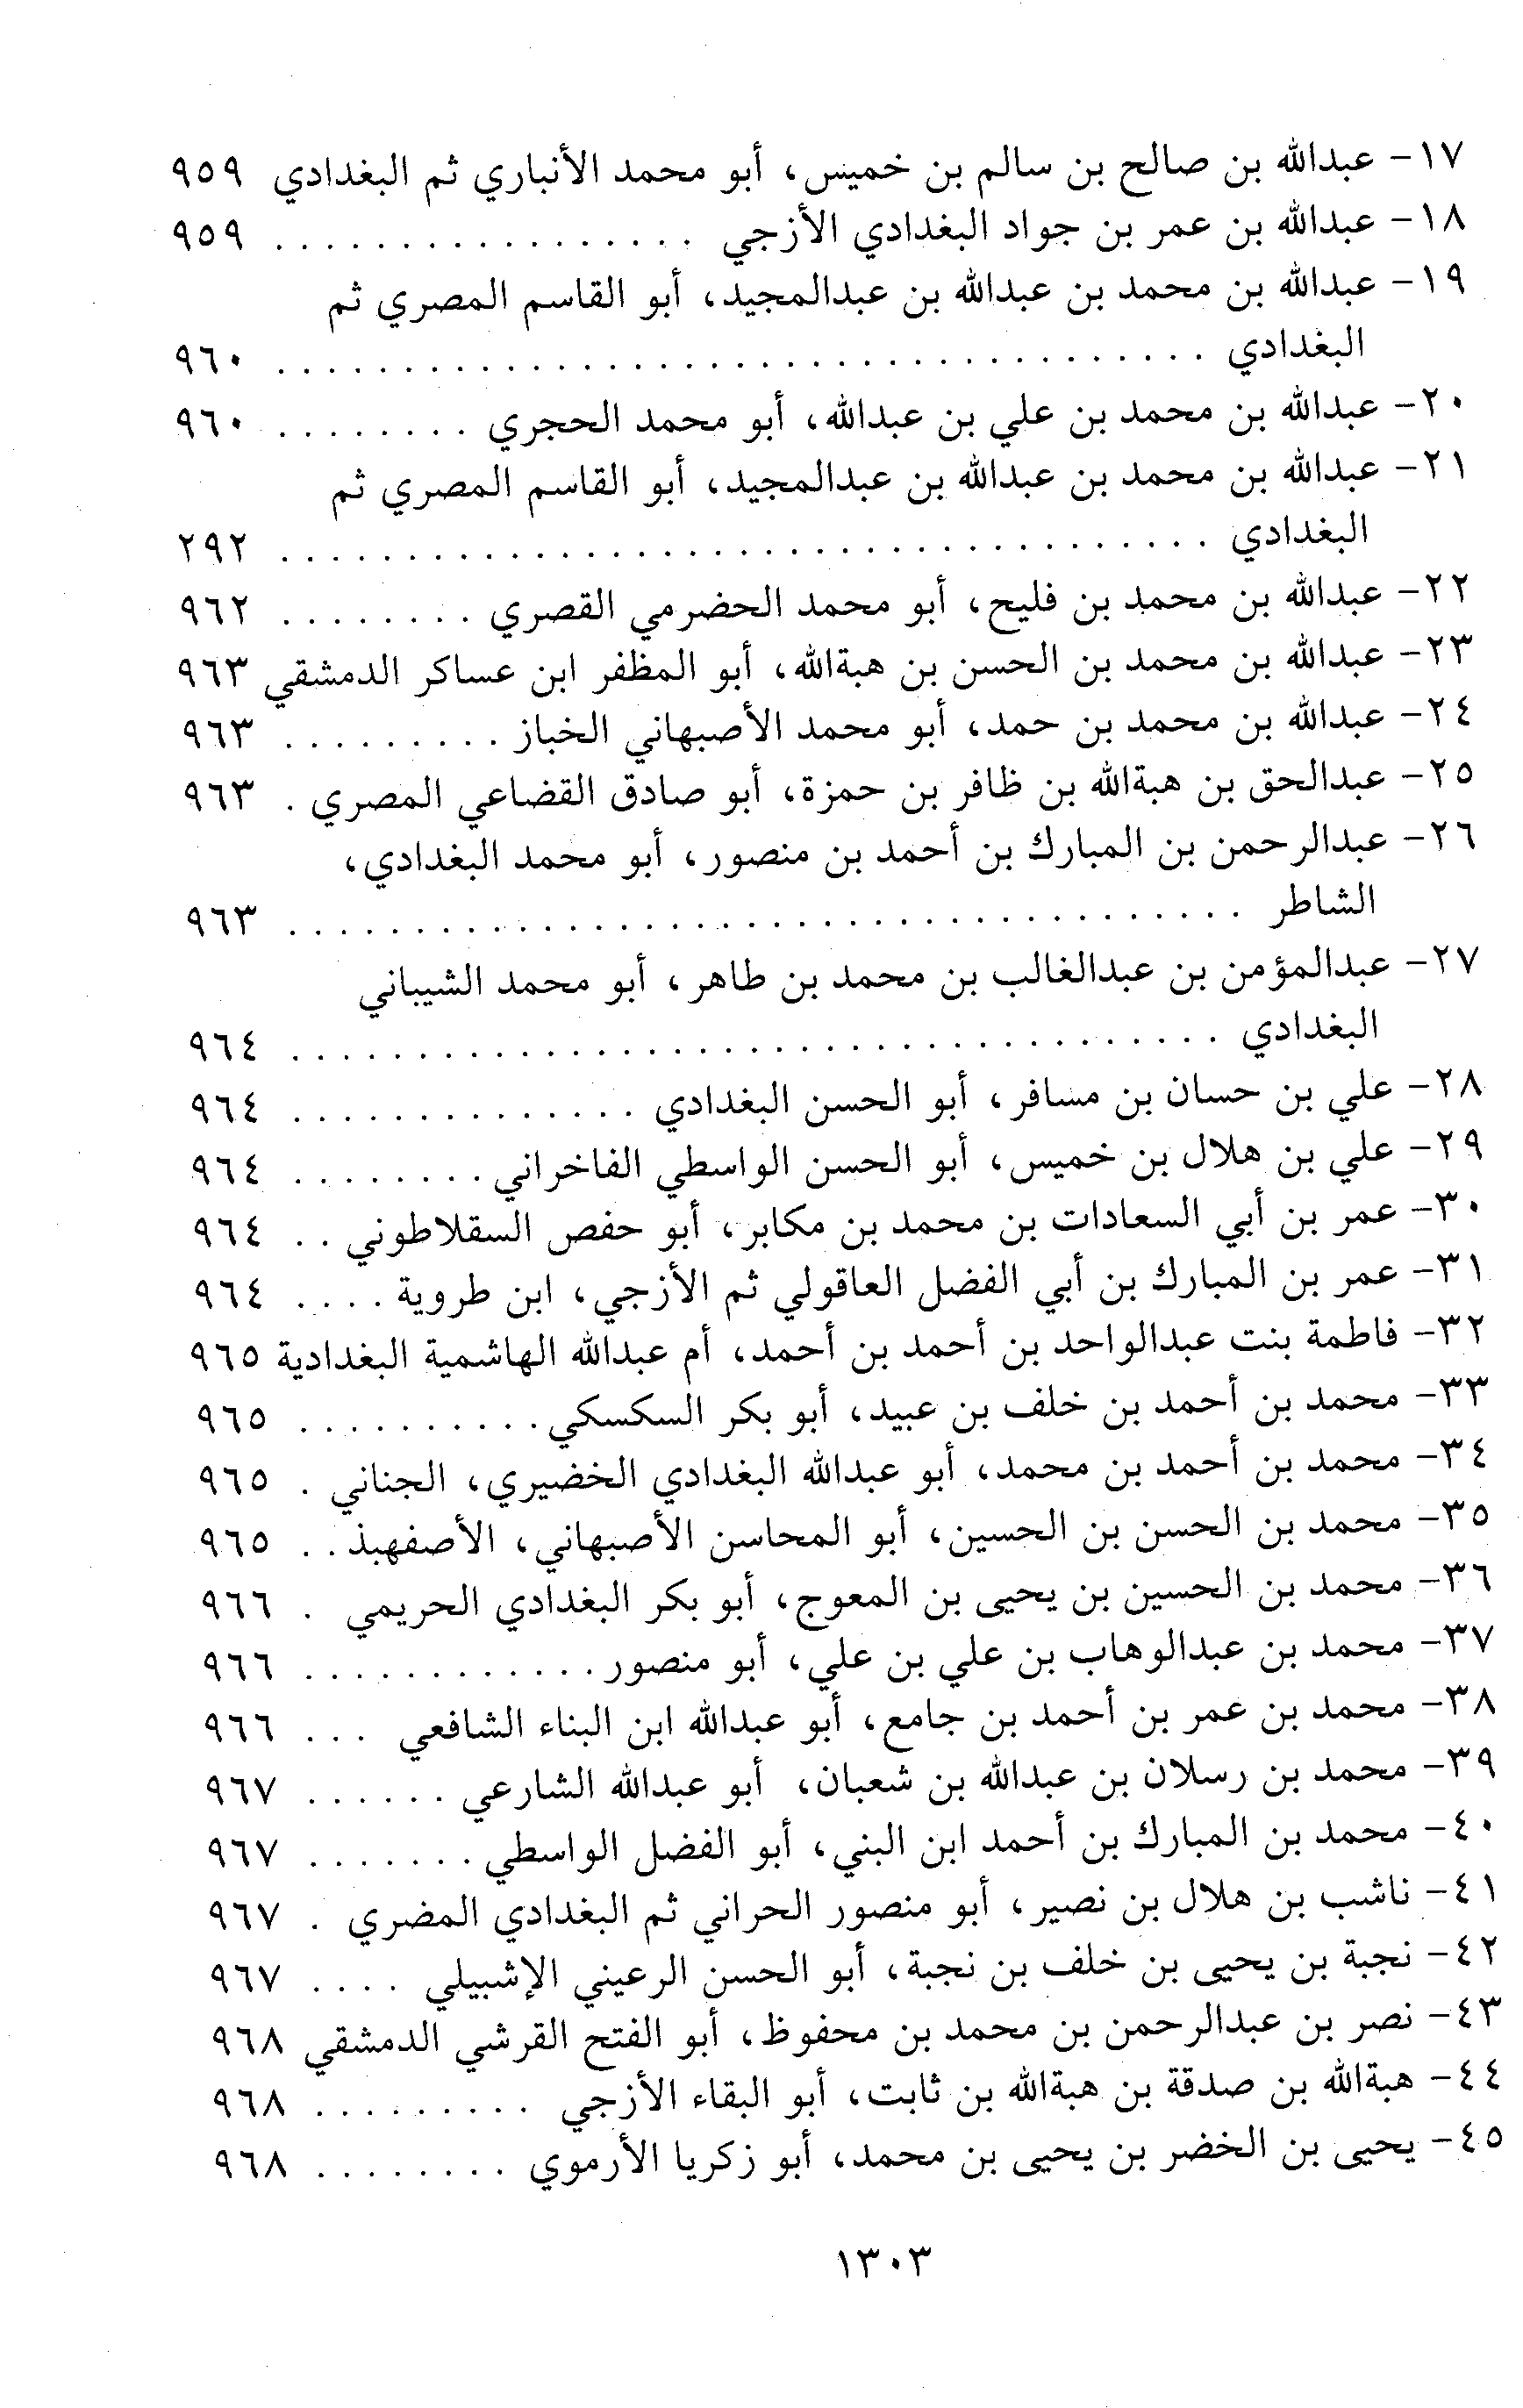 ١٧- عبدالله بن صالح بن سالم بن خميس، أبو محمد الأنباري ثم البغدادي ٩٥٩
١٨- عبدالله بن عمر بن جواد البغدادي الأزجي . . . . . . . . . . . . . . . . . ٩٥٩
١٩- عبدالله بن محمد بن عبدالله بن عبدالمجيد، أبو القاسم المصري ثم
البغدادي . . . . . . . . . . . . . . . . . . . . . . . . . . . . . . . . . . . . . ٩٦٠
٢٠- عبدالله بن محمد بن علي بن عبدالله، أبو محمد الحجري . . . . . . . . ٩٦٠
٢١- عبدالله بن محمد بن عبدالله بن عبدالمجيد، أبو القاسم المصري ثم
البغدادي . . . . . . . . . . . . . . . . . . . . . . . . . . . . . . . . . . . . . ٢٩٢
٢٢- عبدالله بن محمد بن فليح، أبو محمد الحضرمي القصري . . . . . . . . ٩٦٢
٢٣- عبدالله بن محمد بن الحسن بن هبةالله، أبو المظفر ابن عساكر الدمشقي ٩٦٣
٢٤- عبدالله بن محمد بن حمد، أبو محمد الأصبهاني الخباز . . . . . . . . . ٩٦٣
٢٥- عبدالحق بن هبةالله بن ظافر بن حمزة، أبو صادق القضاعي المصري . ٩٦٣
٢٦- عبدالرحمن بن المبارك بن أحمد بن منصور، أبو محمد البغدادي،
الشاطر . . . . . . . . . . . . . . . . . . . . . . . . . . . . . . . . . . . . . . ٩٦٣
٢٧- عبدالمؤمن بن عبدالغالب بن محمد بن طاهر، أبو محمد الشيباني
البغدادي . . . . . . . . . . . . . . . . . . . . . . . . . . . . . . . . . . . . . ٩٦٤
٢٨- علي بن حسان بن مسافر، أبو الحسن البغدادي . . . . . . . . . . . . . . ٩٦٤
٢٩- علي بن هلال بن خميس، أبو الحسن الواسطي الفاخراني . . . . . . . . ٩٦٤
٣٠- عمر بن أبي السعادات بن محمد بن مكابر، أبو حفص السقلاطوني . . ٩٦٤
٣١- عمر بن المبارك بن أبي الفضل العاقولي ثم الأزجي، ابن طروية . . . . ٩٦٤
٣٢- فاطمة بنت عبدالواحد بن أحمد بن أحمد، أم عبدالله الهاشمية البغدادية ٩٦٥
٣٣- محمد بن أحمد بن خلف بن عبيد، أبو بكر السكسكي . . . . . . . . . . ٩٦٥
٣٤- محمد بن أحمد بن محمد، أبو عبدالله البغدادي الخضيري، الجناني . ٩٦٥
٣٥- محمد بن الحسن بن الحسين، أبو المحاسن الأصبهاني، الأصفهبذ . . ٩٦٥
٣٦- محمد بن الحسين بن يحيى بن المعوج، أبو بكر البغدادي الحريمي . ٩٦٦
٣٧- محمد بن عبدالوهاب بن علي بن علي، أبو منصور . . . . . . . . . . . . ٩٦٦
٣٨- محمد بن عمر بن أحمد بن جامع، أبو عبدالله ابن البناء الشافعي . . . ٩٦٦
٣٩- محمد بن رسلان بن عبدالله بن شعبان، أبو عبدالله الشارعي . . . . . . ٩٦٧
٤٠- محمد بن المبارك بن أحمد ابن البني، أبو الفضل الواسطي . . . . . . . ٩٦٧
٤١- ناشب بن هلال بن نصير، أبو منصور الحراني ثم البغدادي المضري . ٩٦٧
٤٢- نجبة بن يحيى بن خلف بن نجبة، أبو الحسن الرعيني الإشبيلي . . . . ٩٦٧
٤٣- نصر بن عبدالرحمن بن محمد بن محفوظ، أبو الفتح القرشي الدمشقي ٩٦٨
٤٤- هبةالله بن صدقة بن هبةالله بن ثابت، أبو البقاء الأزجي . . . . . . . . . ٩٦٨
٤٥- يحيى بن الخضر بن يحيى بن محمد، أبو زكريا الأرموي . . . . . . . . ٩٦٨
١٣٠٣